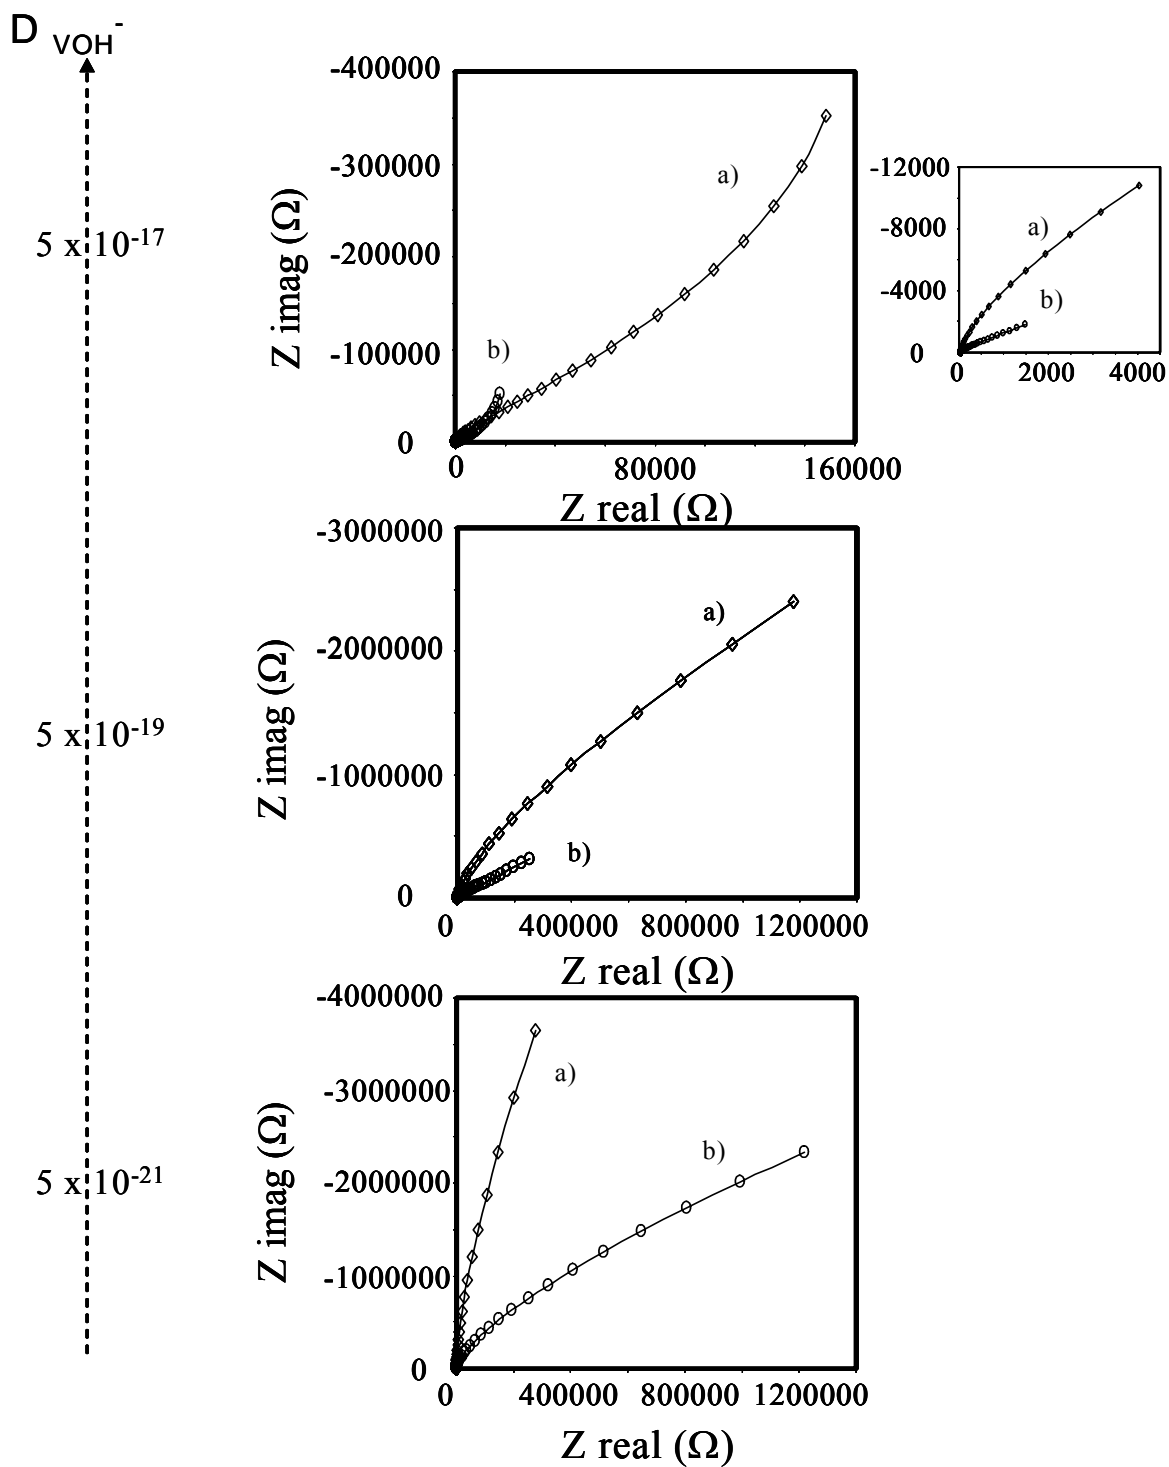 D VOH-
-400000
-300000
-200000
-100000
0
Z imag (Ω)
a)
b)
0 80000 160000
Z real (Ω)
-12000
-8000
-4000
0
a)
b)
0 2000 4000
5 x 10-17
-3000000
-2000000
-1000000
0
Z imag (Ω)
a)
b)
0 400000 800000 1200000
Z real (Ω)
5 x 10-19
-4000000
-3000000
-2000000
-1000000
0
Z imag (Ω)
a)
b)
0 400000 800000 1200000
Z real (Ω)
5 x 10-21